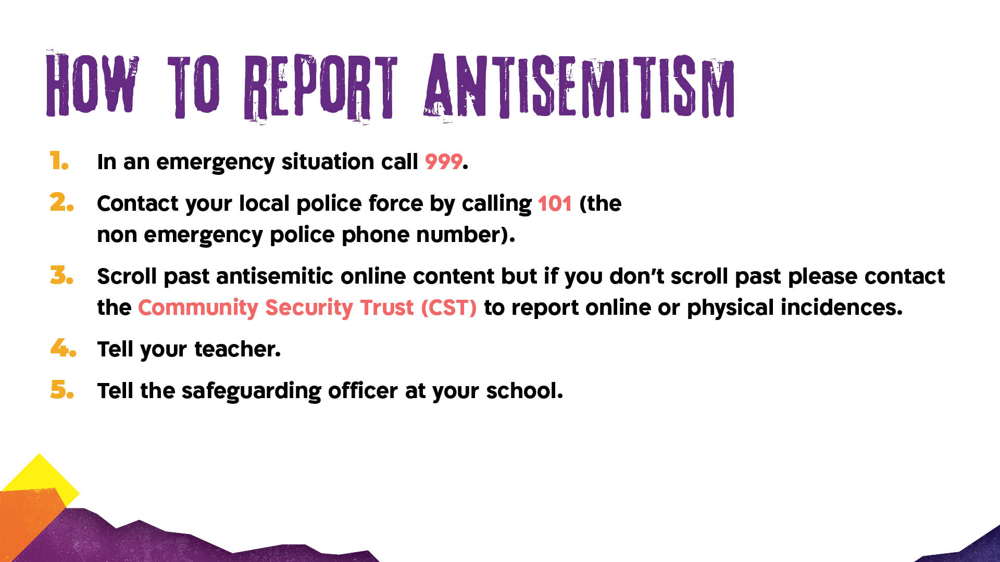 HOW TO REPORT ANTISEMITISM
1. In an emergency situation call 999.
2. Contact your local police force by calling 101 (the
non emergency police phone number).
3. Scroll past antisemitic online content but if you don’t scroll past please contact
the Community Security Trust (CST) to report online or physical incidences.
4. Tell your teacher.
5. Tell the safeguarding officer at your school.